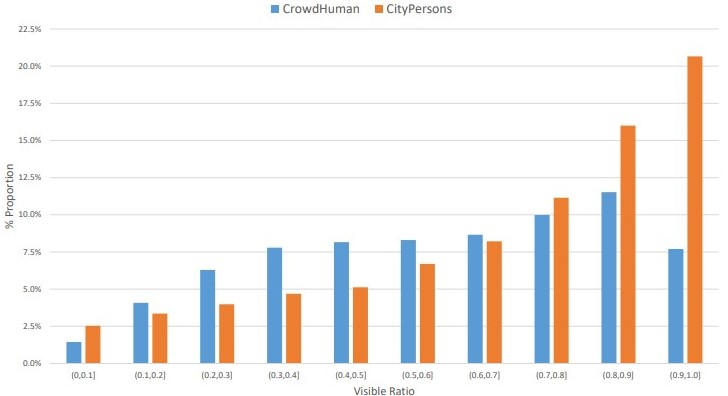 CrowdHuman CityPersons
22.5%
20.0%
17.5%
15.0%
12.5%
10.0%
7.5%
5.0%
2.5%
0.0%
% Proportion
(0,0.1] (0.1,0.2] (0.2,0.3] (0.3,0.4] (0.4,0.5] (0.5,0.6] (0.6,0.7] (0.7,0.8] (0.8,0.9] (0.9,1.0]
Visible Ratio